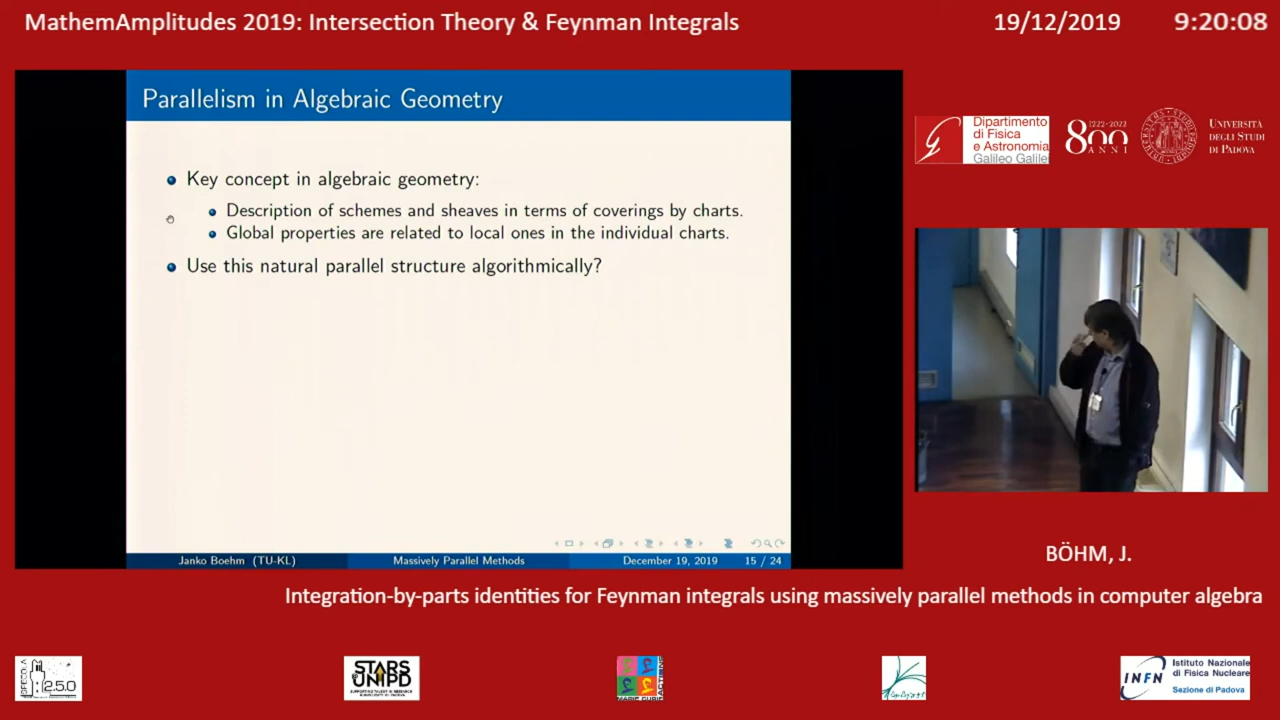 MathemAmplitudes 2019: Intersection Theory & Feynman Integrals
19/12/2019
9:20:08
Parallelism in Algebraic Geometry
Key concept in algebraic geometry:
Description of schemes and sheaves in terms of coverings by charts.
Global properties are related to local ones in the individual charts.
Use this natural parallel structure algorithmically?
Janko Boehm (TU-KL)
Massively Parallel Methods
December 19, 2019
15 / 24
Dipartimento
di Fisica
e Astronomia
Galileo Galilei
1222-2022
800
ANNI
UNIVERSITÀ
DEGLI STUDI
DI PADOVA
BÖHM, J.
Integration-by-parts identities for Feynman integrals using massively parallel methods in computer algebra
STARS
UNIPD
INFN
Istituto Nazionale
di Fisica Nucleare
Sezione di Padova